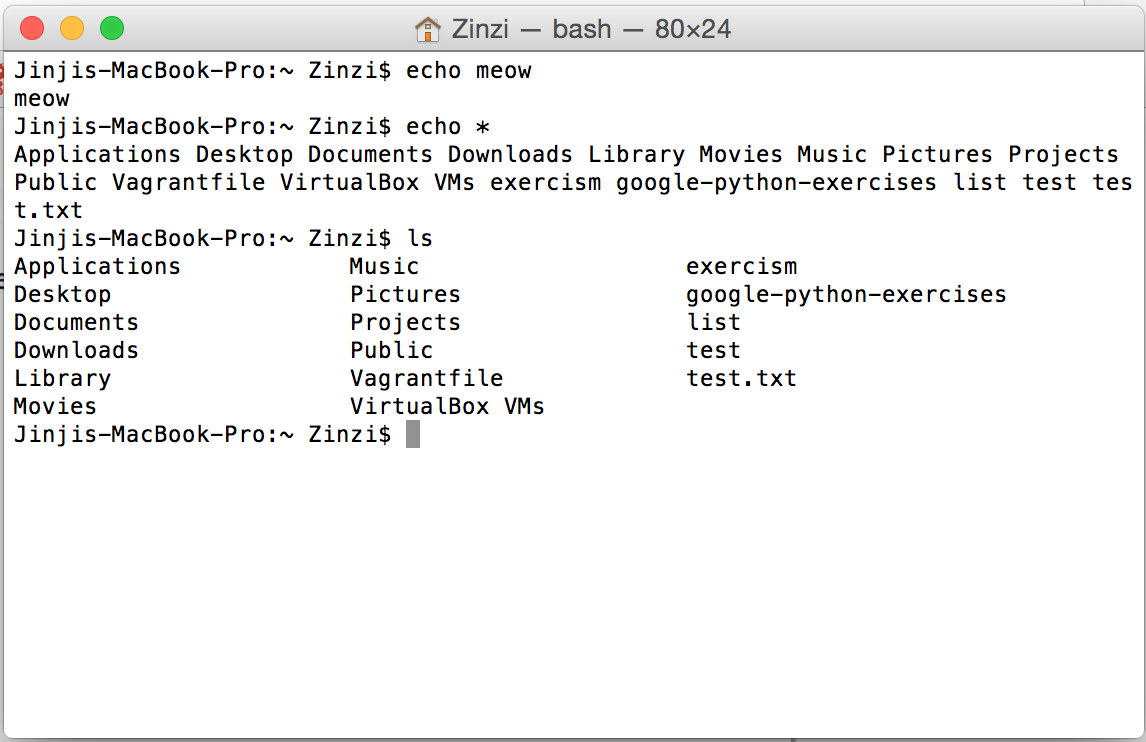 Zinzi — bash — 80×24
Jinjis-MacBook-Pro:~ Zinzi$ echo meow
meow
Jinjis-MacBook-Pro:~ Zinzi$ echo *
Applications Desktop Documents Downloads Library Movies Music Pictures Projects
Public Vagrantfile VirtualBox VMs exercism google-python-exercises list test tes
t.txt
Jinjis-MacBook-Pro:~ Zinzi$ ls
Applications            Music                   exercism
Desktop                 Pictures                google-python-exercises
Documents               Projects                list
Downloads               Public                  test
Library                 Vagrantfile             test.txt
Movies                  VirtualBox VMs
Jinjis-MacBook-Pro:~ Zinzi$